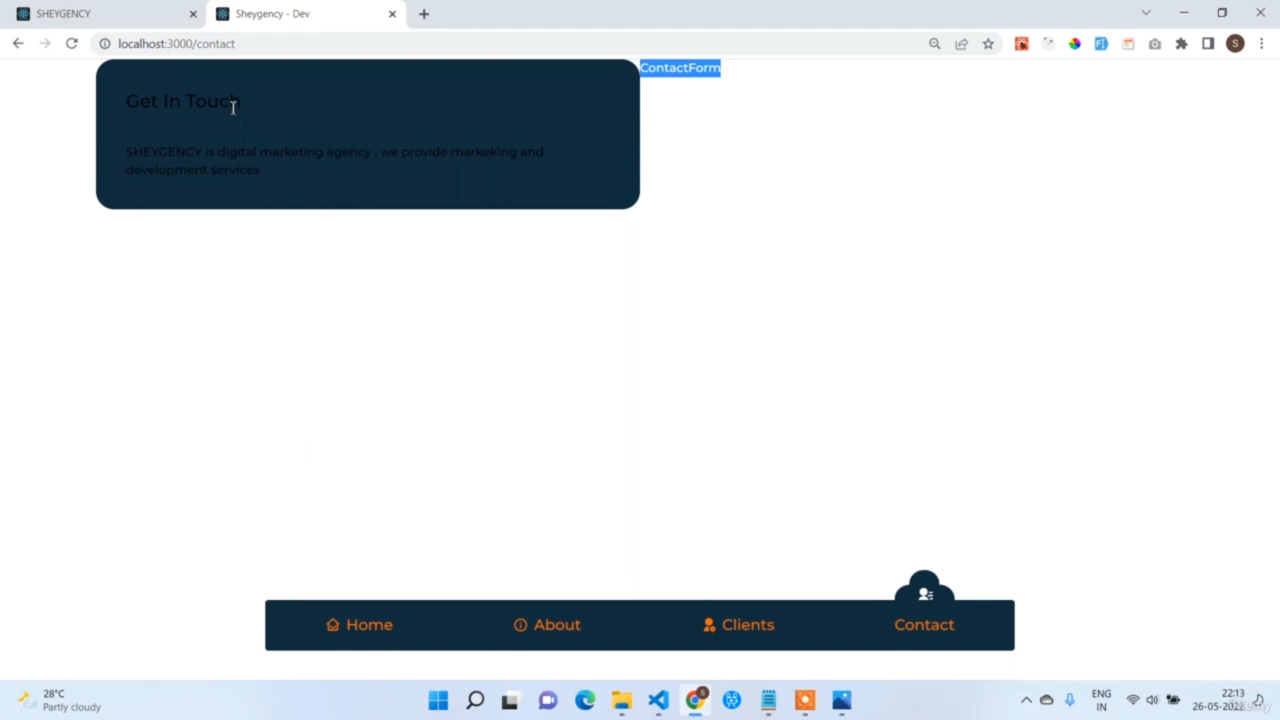 SHEYGENCY
Sheygency - Dev
localhost:3000/contact
S
Get In Touch
ContactForm
SHEYGENCY is digital marketing agency , we provide markeking and
development services
Home
About
Clients
Contact
28°C
Partly cloudy
ENG
IN
22:13
26-05-2022